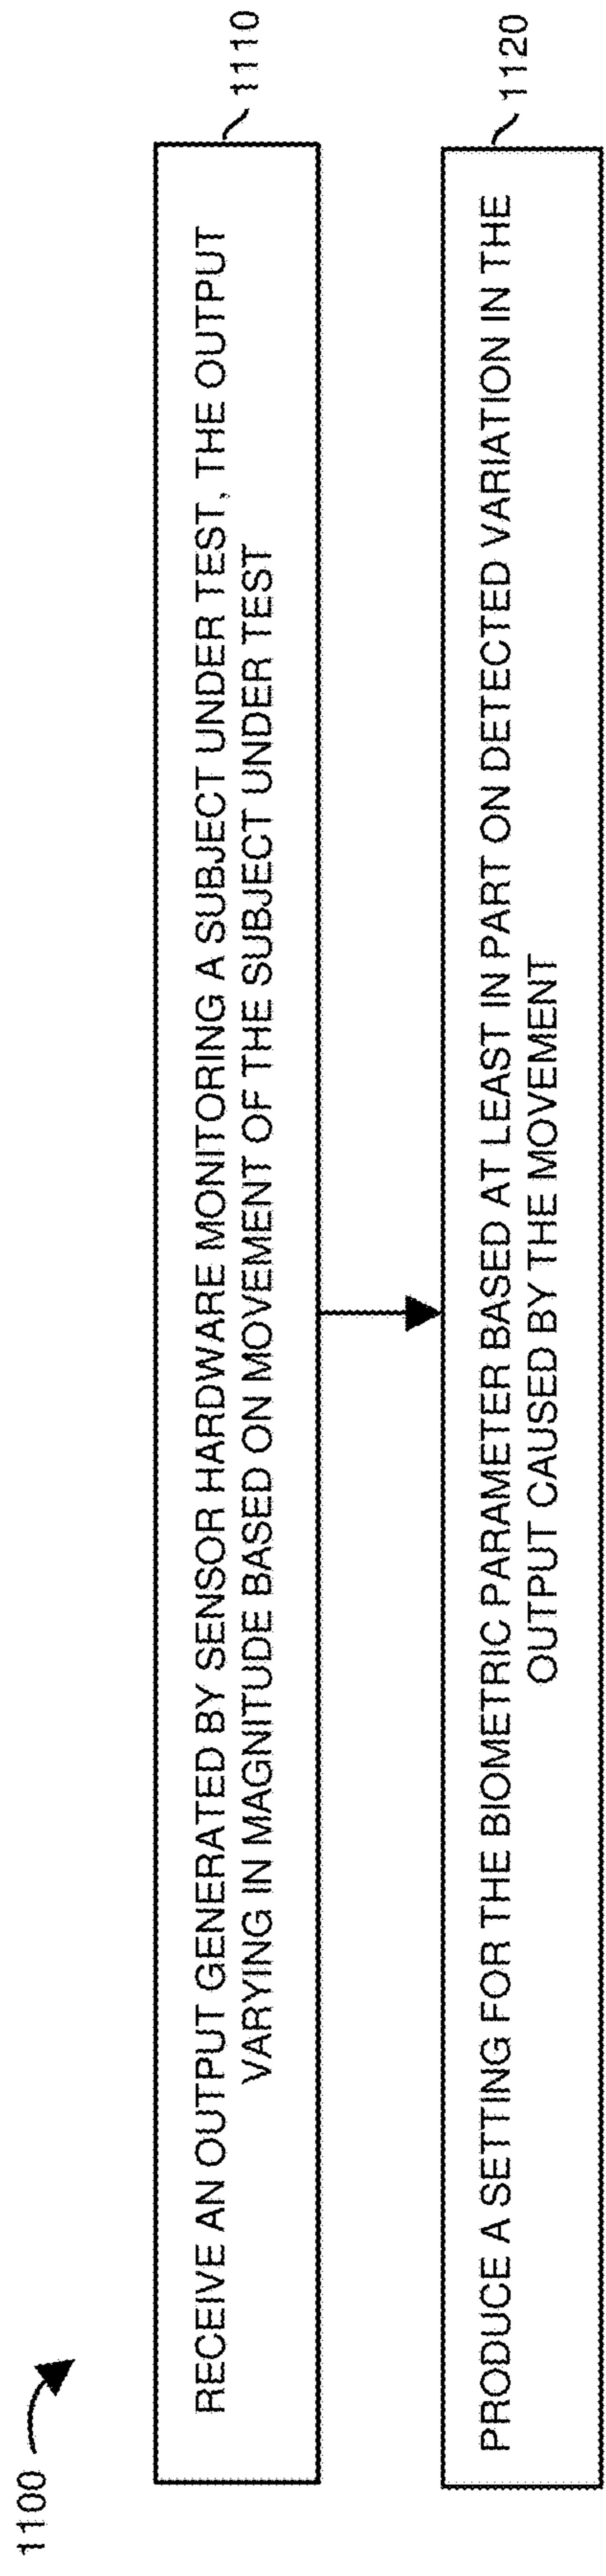 1100
RECEIVE AN OUTPUT GENERATED BY SENSOR HARDWARE MONITORING A SUBJECT UNDER TEST, THE OUTPUT
VARYING IN MAGNITUDE BASED ON MOVEMENT OF THE SUBJECT UNDER TEST
1110
PRODUCE A SETTING FOR THE BIOMETRIC PARAMETER BASED AT LEAST IN PART ON DETECTED VARIATION IN THE
OUTPUT CAUSED BY THE MOVEMENT
1120